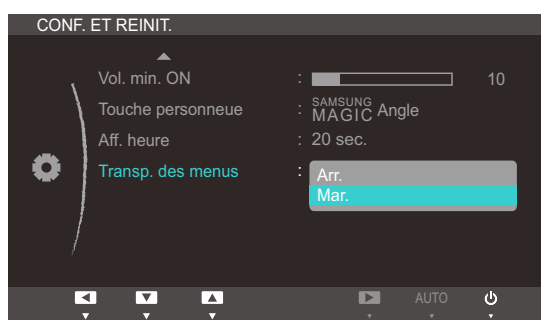 CONF. ET REINIT.
Vol. min. ON : 10
Touche personneue : SAMSUNG MAGIC Angle
Aff. heure : 20 sec.
Transp. des menus : Arr.
Mar.
AUTO